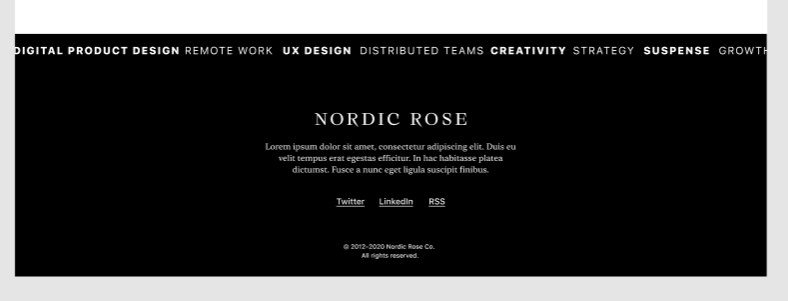 DIGITAL PRODUCT DESIGN REMOTE WORK UX DESIGN DISTRIBUTED TEAMS CREATIVITY STRATEGY SUSPENSE GROWTH
NORDIC ROSE
Lorem ipsum dolor sit amet, consectetur adipiscing elit. Duis eu
velit tempus erat egestas efficitur. In hac habitasse platea
dictumst. Fusce a nunc eget ligula suscipit finibus.
Twitter LinkedIn RSS
© 2012–2020 Nordic Rose Co.
All rights reserved.